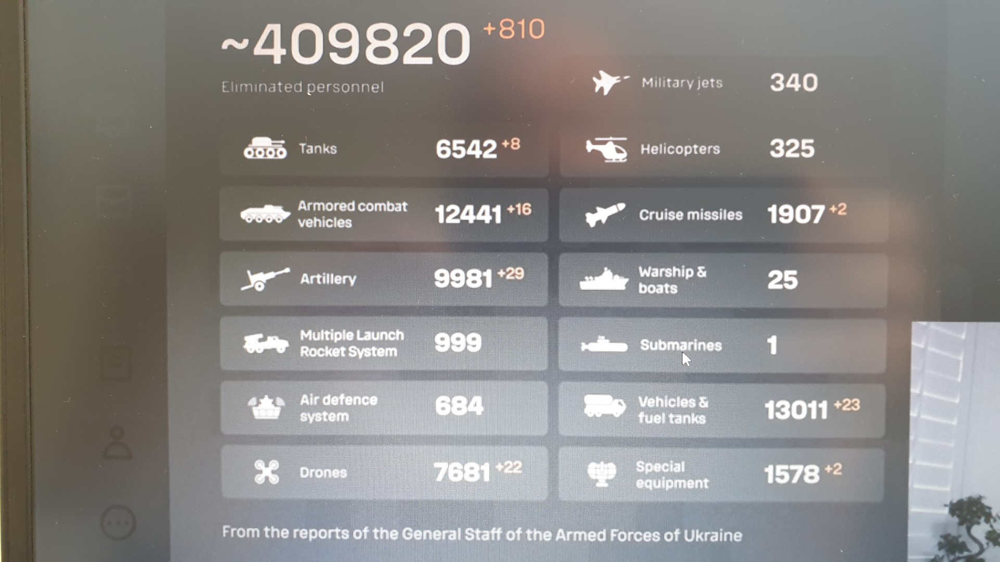 ~409820 +810
Eliminated personnel
Military jets 340
Tanks 6542 +8
Helicopters 325
Armored combat
vehicles
12441 +16
Cruise missiles 1907 +2
Artillery 9981 +29
Warship &
boats
25
Multiple Launch
Rocket System
999
Submarines 1
Air defence
system
684
Vehicles &
fuel tanks
13011 +23
Drones 7681 +22
Special
equipment
1578 +2
From the reports of the General Staff of the Armed Forces of Ukraine